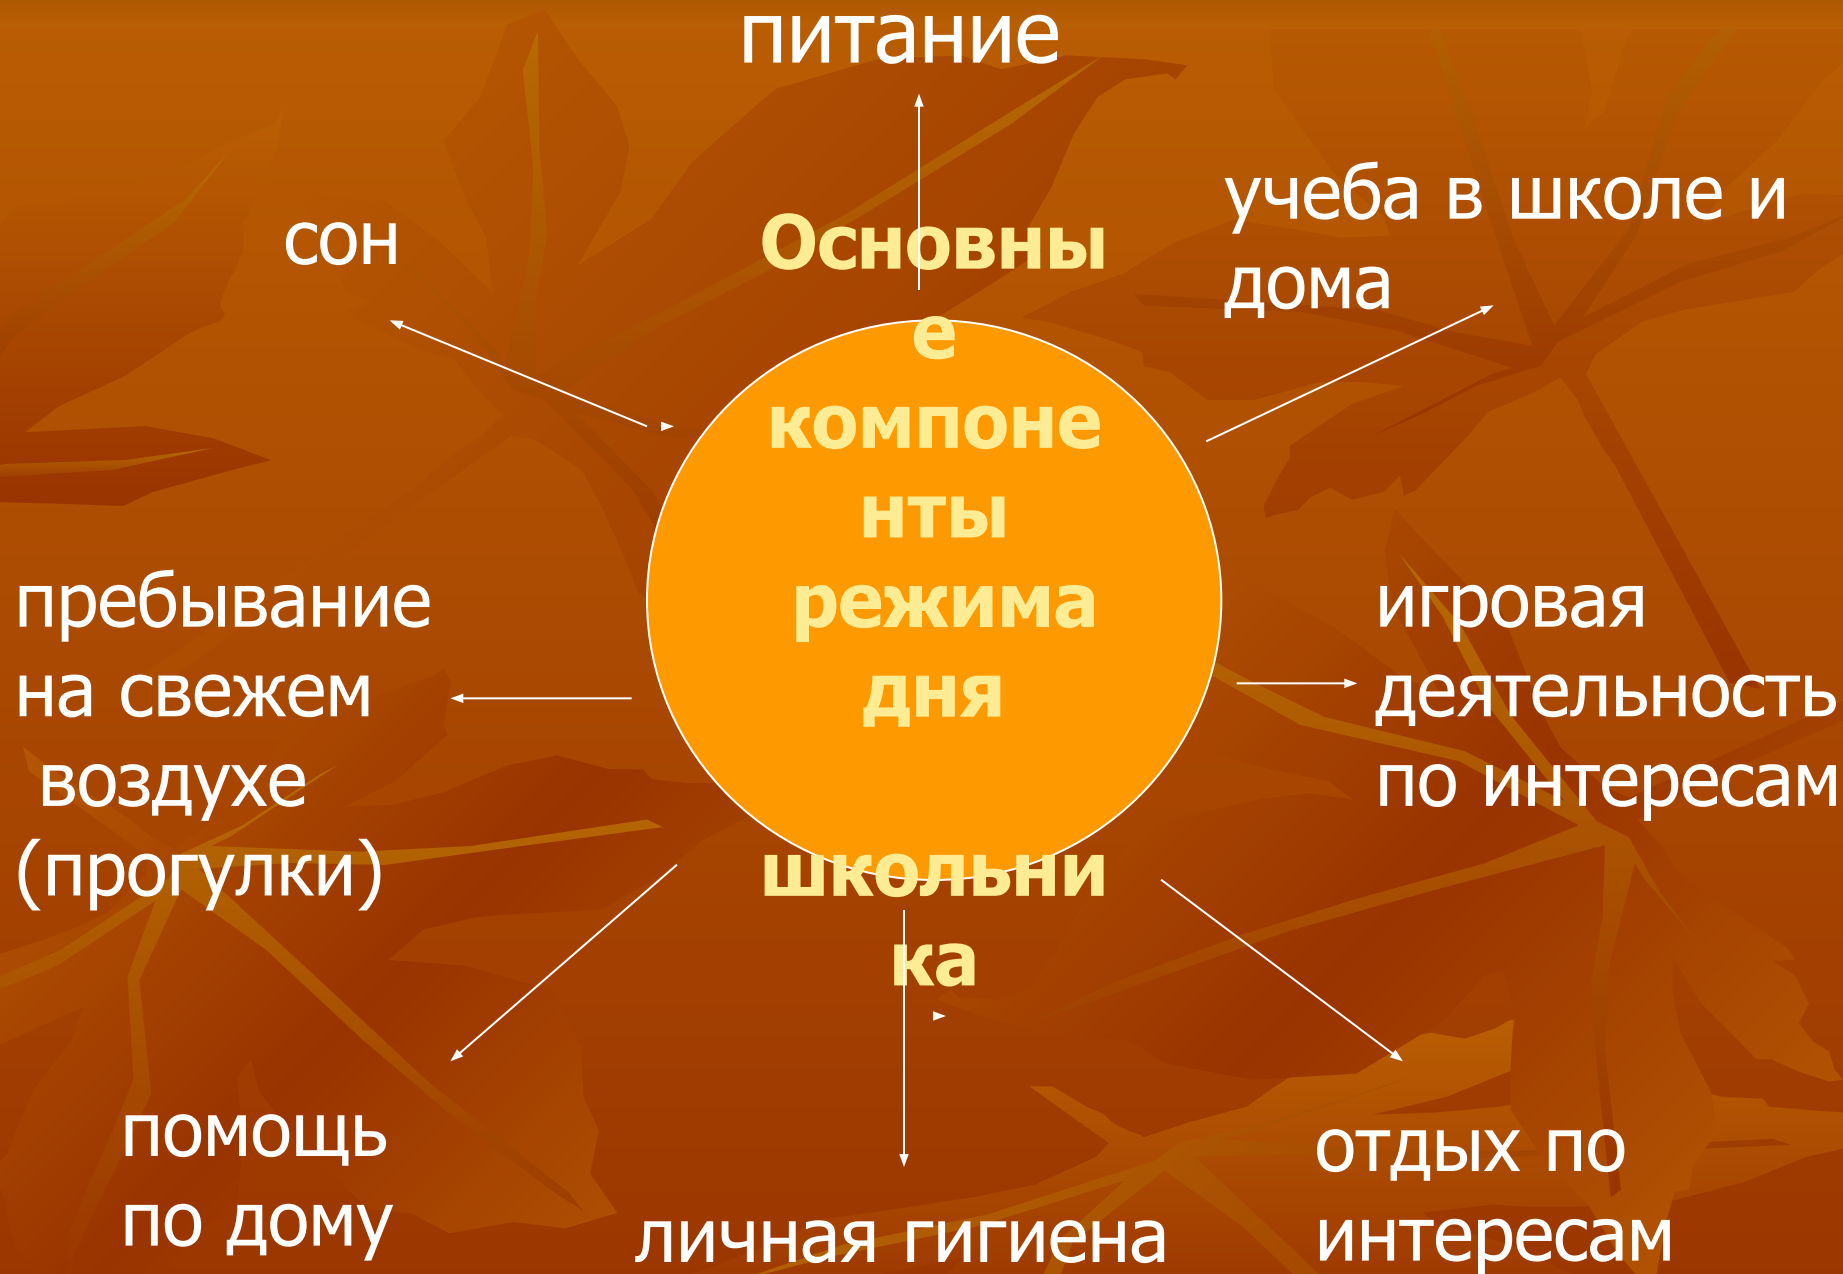 питание
сон
учеба в школе и
дома
Основны
е
компоне
нты
режима
дня
школьни
ка
пребывание
на свежем
воздухе
(прогулки)
игровая
деятельность
по интересам
помощь
по дому
личная гигиена
отдых по
интересам